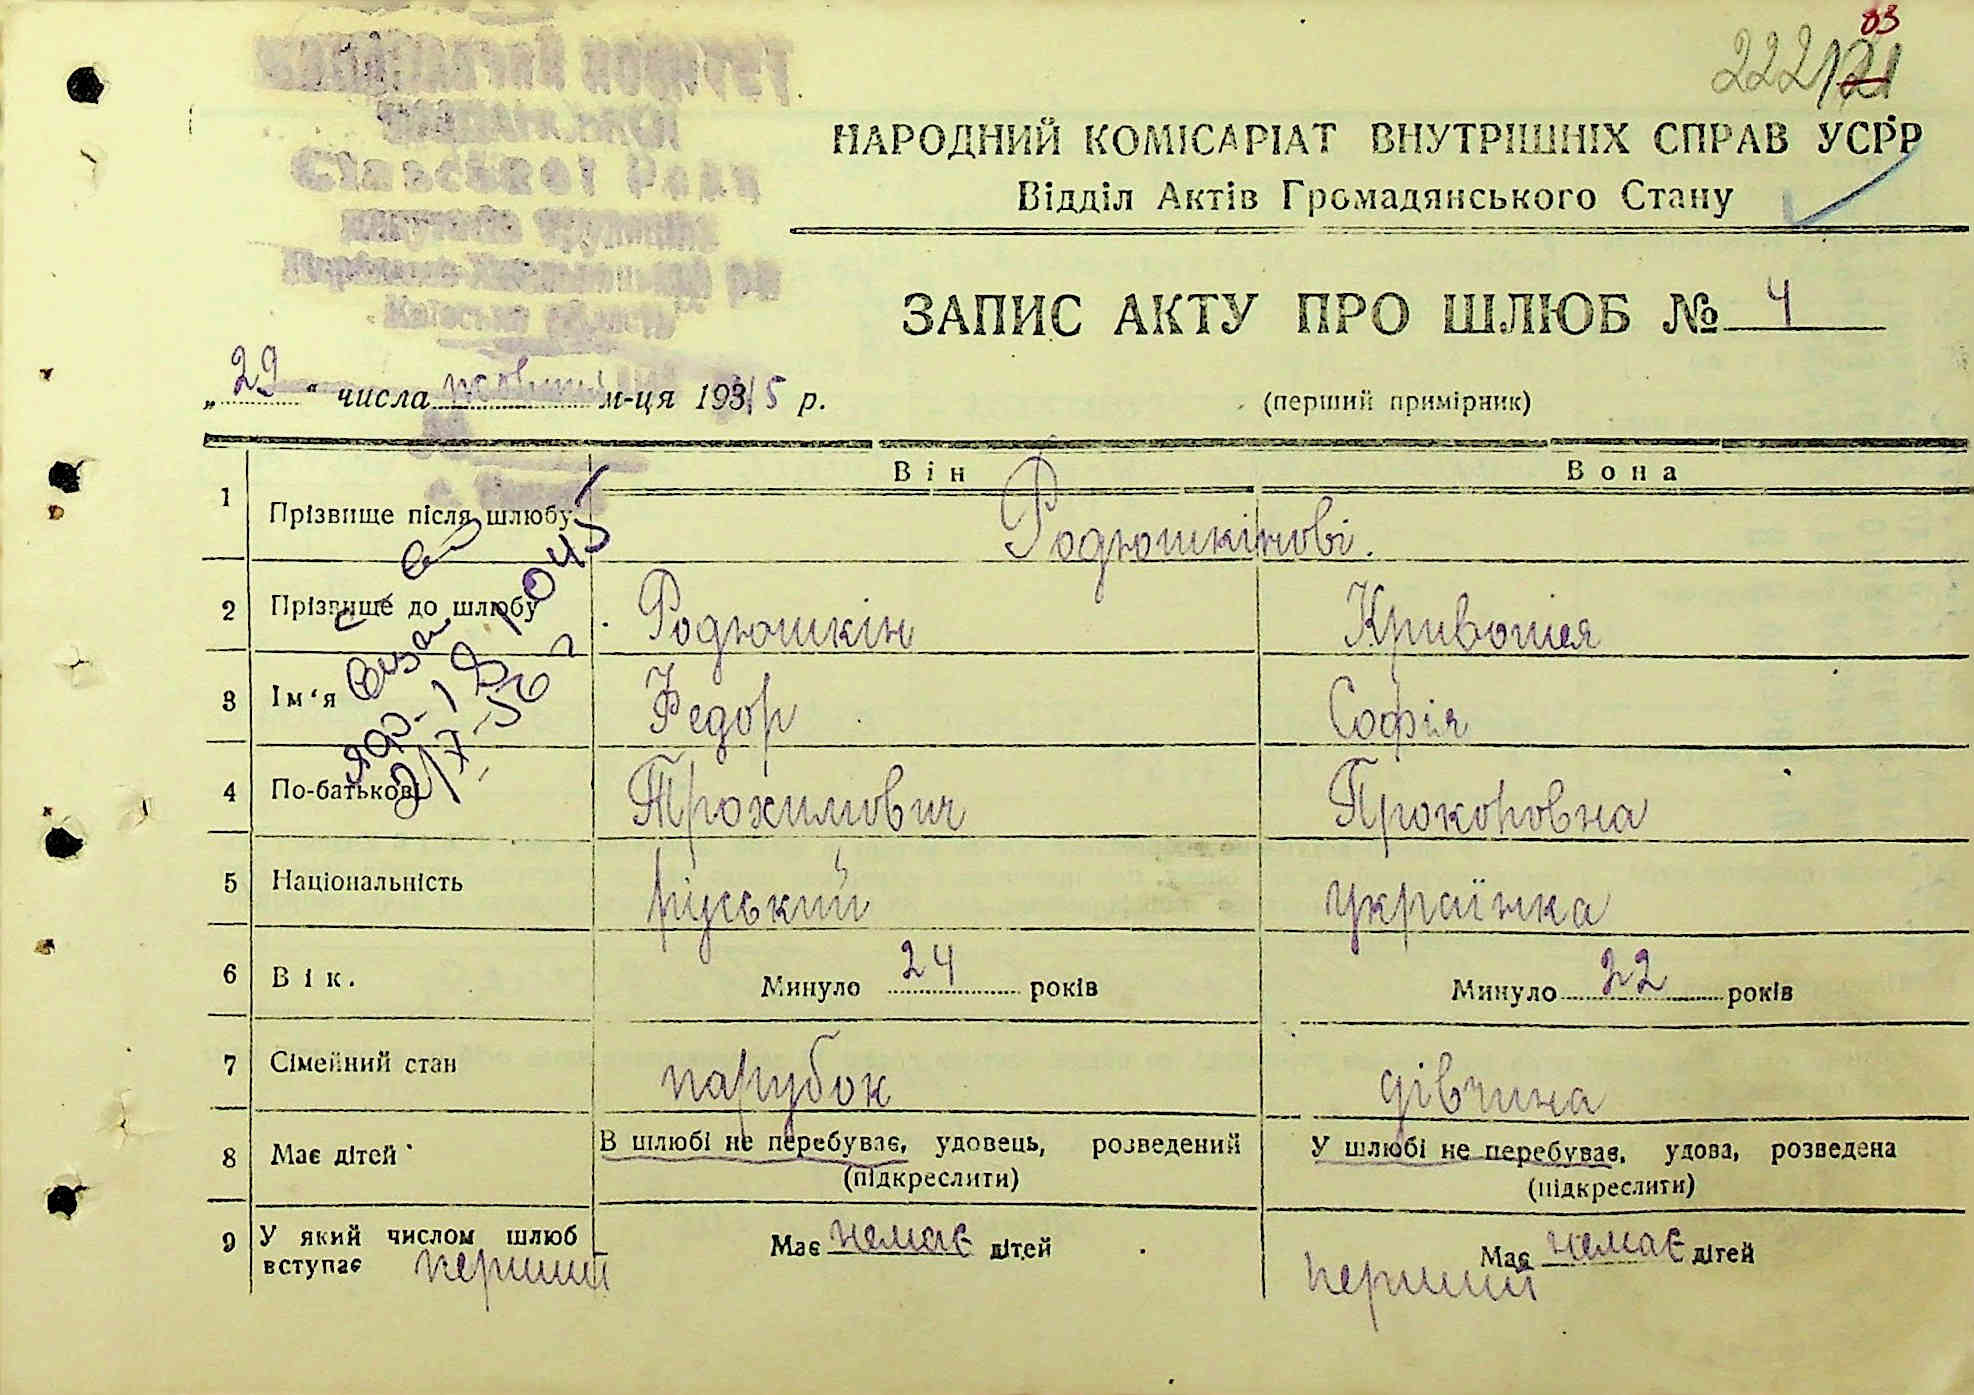 83
222/21
НАРОДНИЙ КОМІСАРІАТ ВНУТРІШНІХ СПРАВ УСРР
Відділ Актів Громадянського Стану
ЗАПИС АКТУ ПРО ШЛЮБ № 4
„29“ числа жовтня м-ця 1935 р.
(перший примірник)
Він Вона
1 Прізвище після шлюбу Родюшкінові.
2 Прізвище до шлюбу Родюшкін Кривошея
3 Ім'я Федор Софія
4 По-батькові Трохимович Прокоповна
5 Національність руський українка
6 Вік. Минуло 24 років Минуло 22 років
7 Сімейний стан парубок дівчина
8 Має дітей В шлюбі не перебуває, удовець, розведений У шлюбі не перебуває, удова, розведена
(підкреслити) (підкреслити)
9 У який числом шлюб вступає перший Має немає дітей Має немає дітей
перший